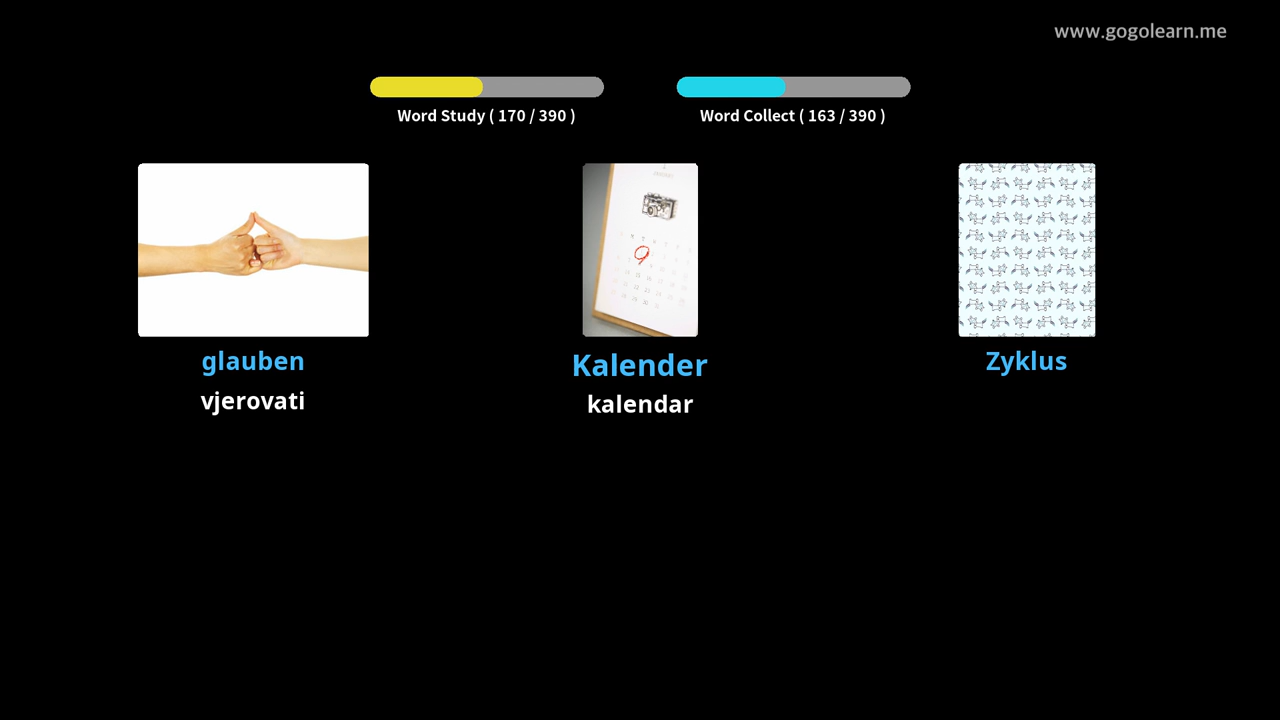 www.gogolearn.me
Word Study ( 170 / 390 )
Word Collect ( 163 / 390 )
glauben
vjerovati
Kalender
kalendar
Zyklus